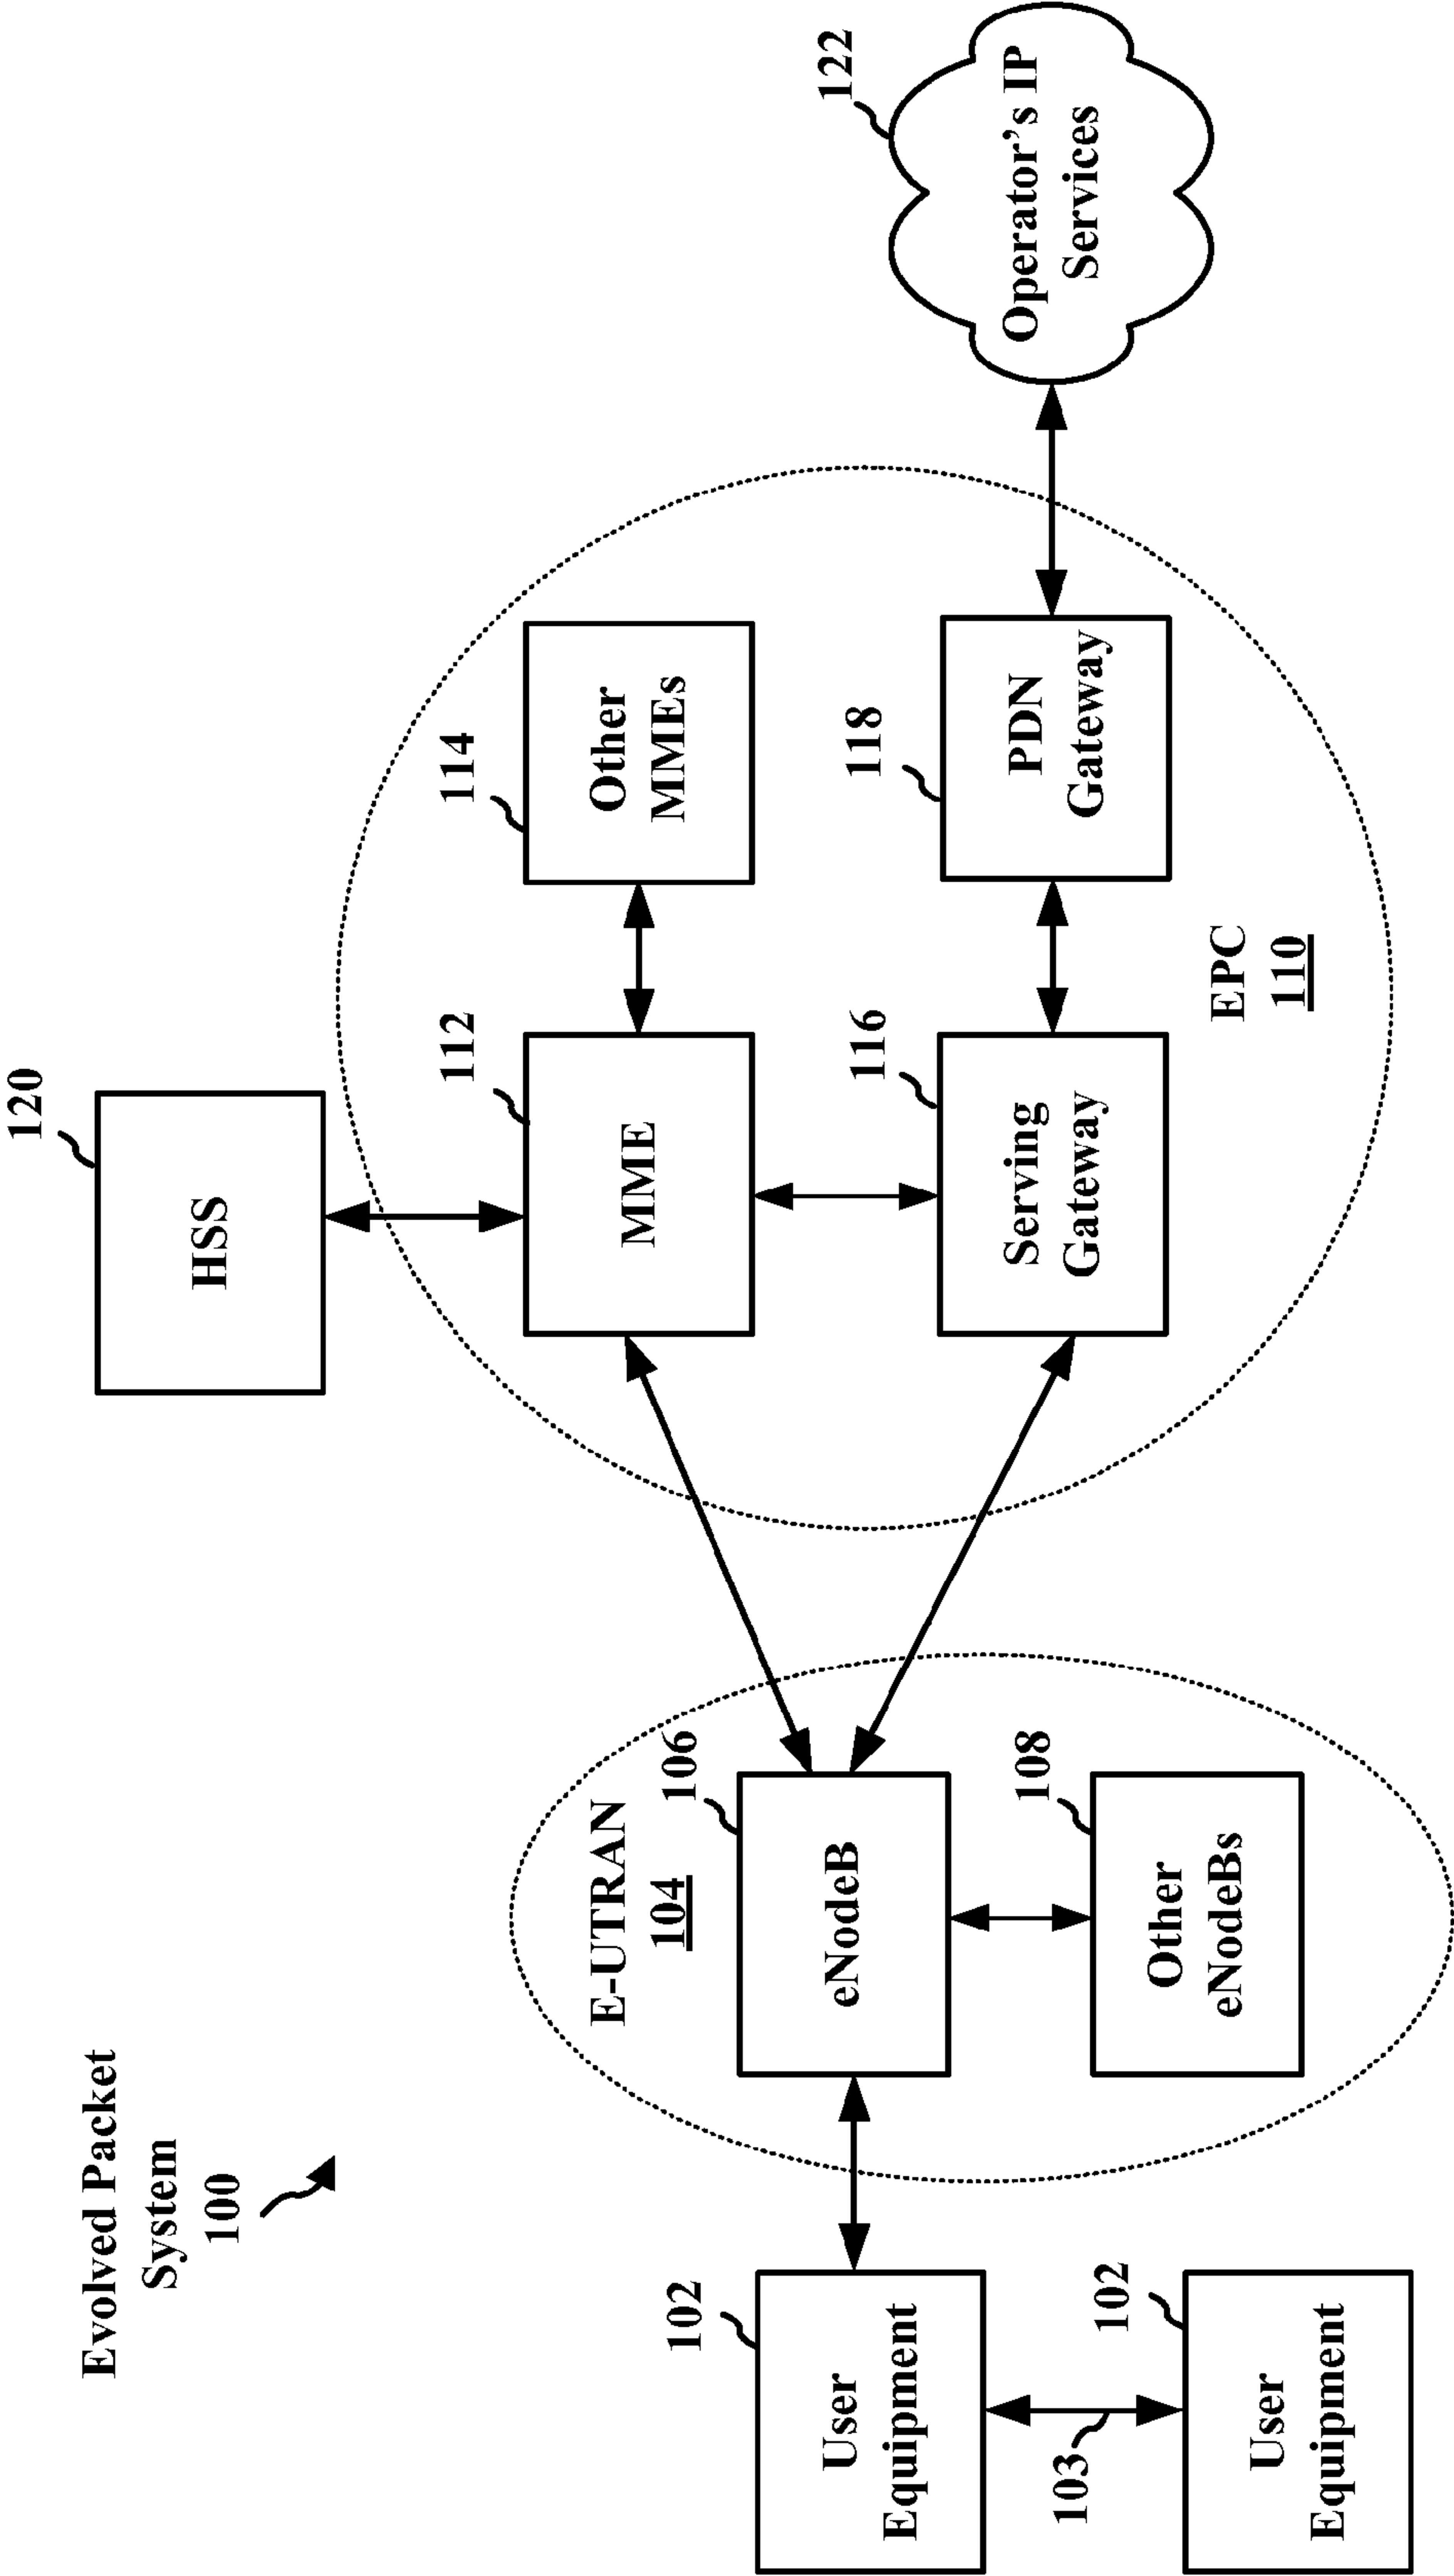 Evolved Packet
System
100
HSS
120
E-UTRAN
104
106
eNodeB
108
Other
eNodeBs
102
User
Equipment
103
102
User
Equipment
112
MME
114
Other
MMEs
116
Serving
Gateway
118
PDN
Gateway
EPC
110
122
Operator's IP
Services